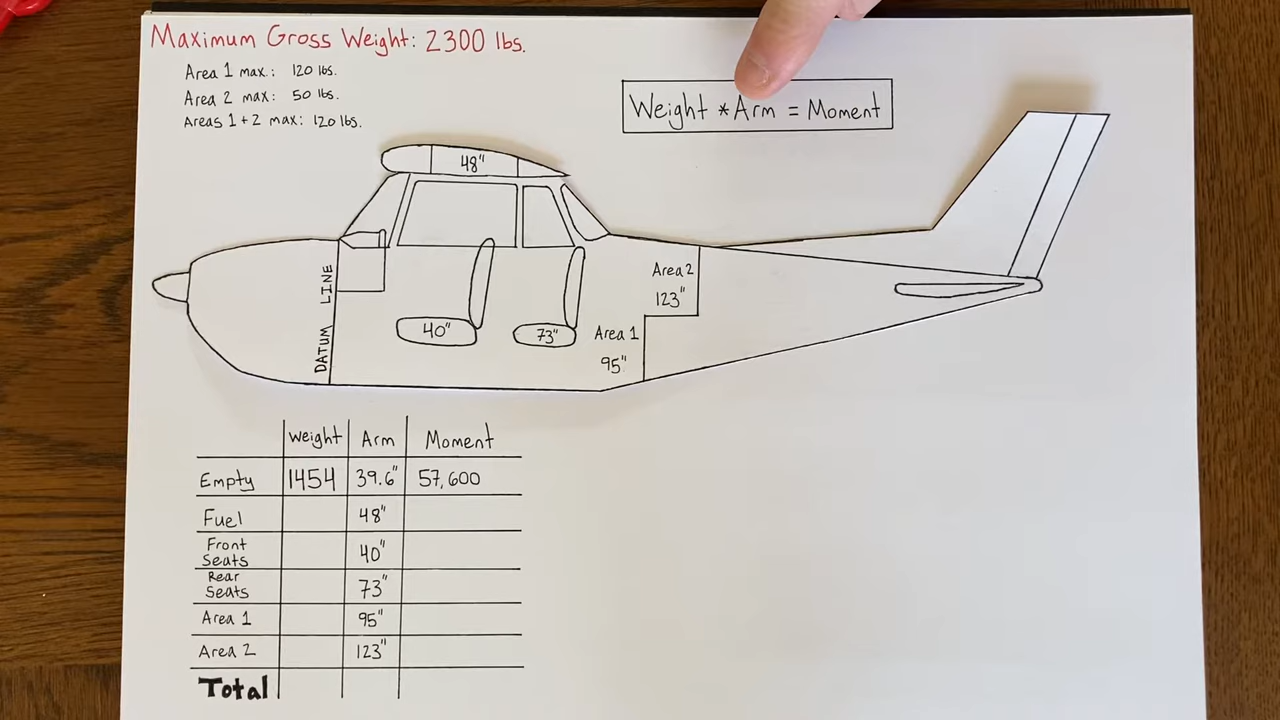 Maximum Gross Weight: 2300 lbs.
Area 1 max.: 120 lbs.
Area 2 max: 50 lbs.
Areas 1+2 max: 120 lbs.
Weight * Arm = Moment
48"
DATUM LINE
40"
73"
Area 1
95"
Area 2
123"
Weight Arm Moment
Empty 1454 39.6" 57,600
Fuel 48"
Front Seats 40"
Rear Seats 73"
Area 1 95"
Area 2 123"
Total